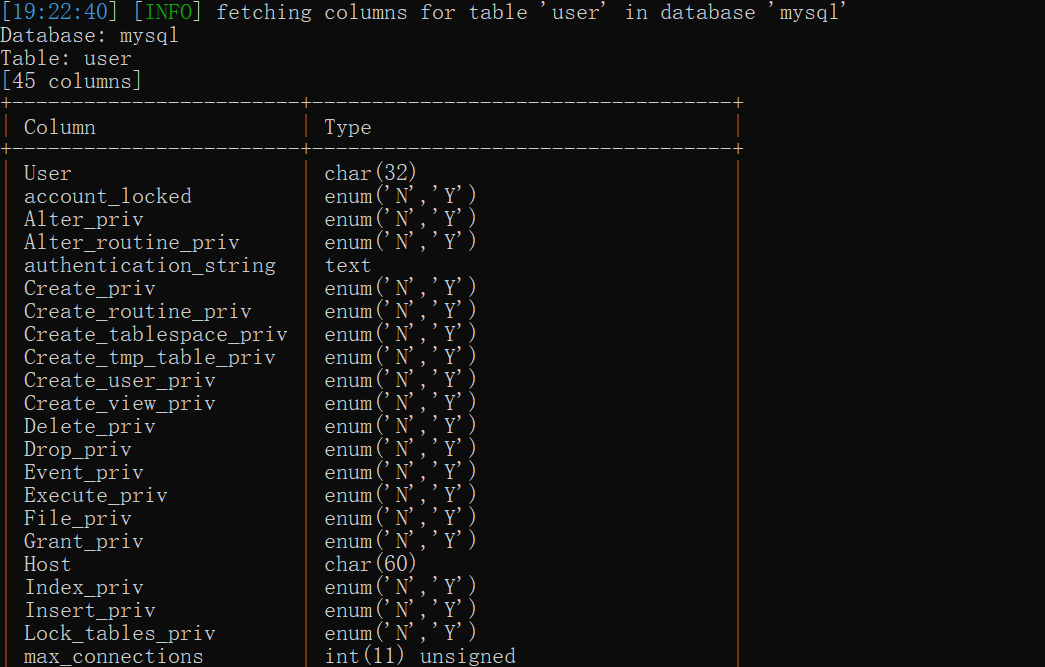 [19:22:40] [INFO] fetching columns for table 'user' in database 'mysql'
Database: mysql
Table: user
[45 columns]
+------------------------+-----------------------------------+
| Column | Type |
+------------------------+-----------------------------------+
| User | char(32) |
| account_locked | enum('N','Y') |
| Alter_priv | enum('N','Y') |
| Alter_routine_priv | enum('N','Y') |
| authentication_string | text |
| Create_priv | enum('N','Y') |
| Create_routine_priv | enum('N','Y') |
| Create_tablespace_priv | enum('N','Y') |
| Create_tmp_table_priv | enum('N','Y') |
| Create_user_priv | enum('N','Y') |
| Create_view_priv | enum('N','Y') |
| Delete_priv | enum('N','Y') |
| Drop_priv | enum('N','Y') |
| Event_priv | enum('N','Y') |
| Execute_priv | enum('N','Y') |
| File_priv | enum('N','Y') |
| Grant_priv | enum('N','Y') |
| Host | char(60) |
| Index_priv | enum('N','Y') |
| Insert_priv | enum('N','Y') |
| Lock_tables_priv | enum('N','Y') |
| max_connections | int(11) unsigned |